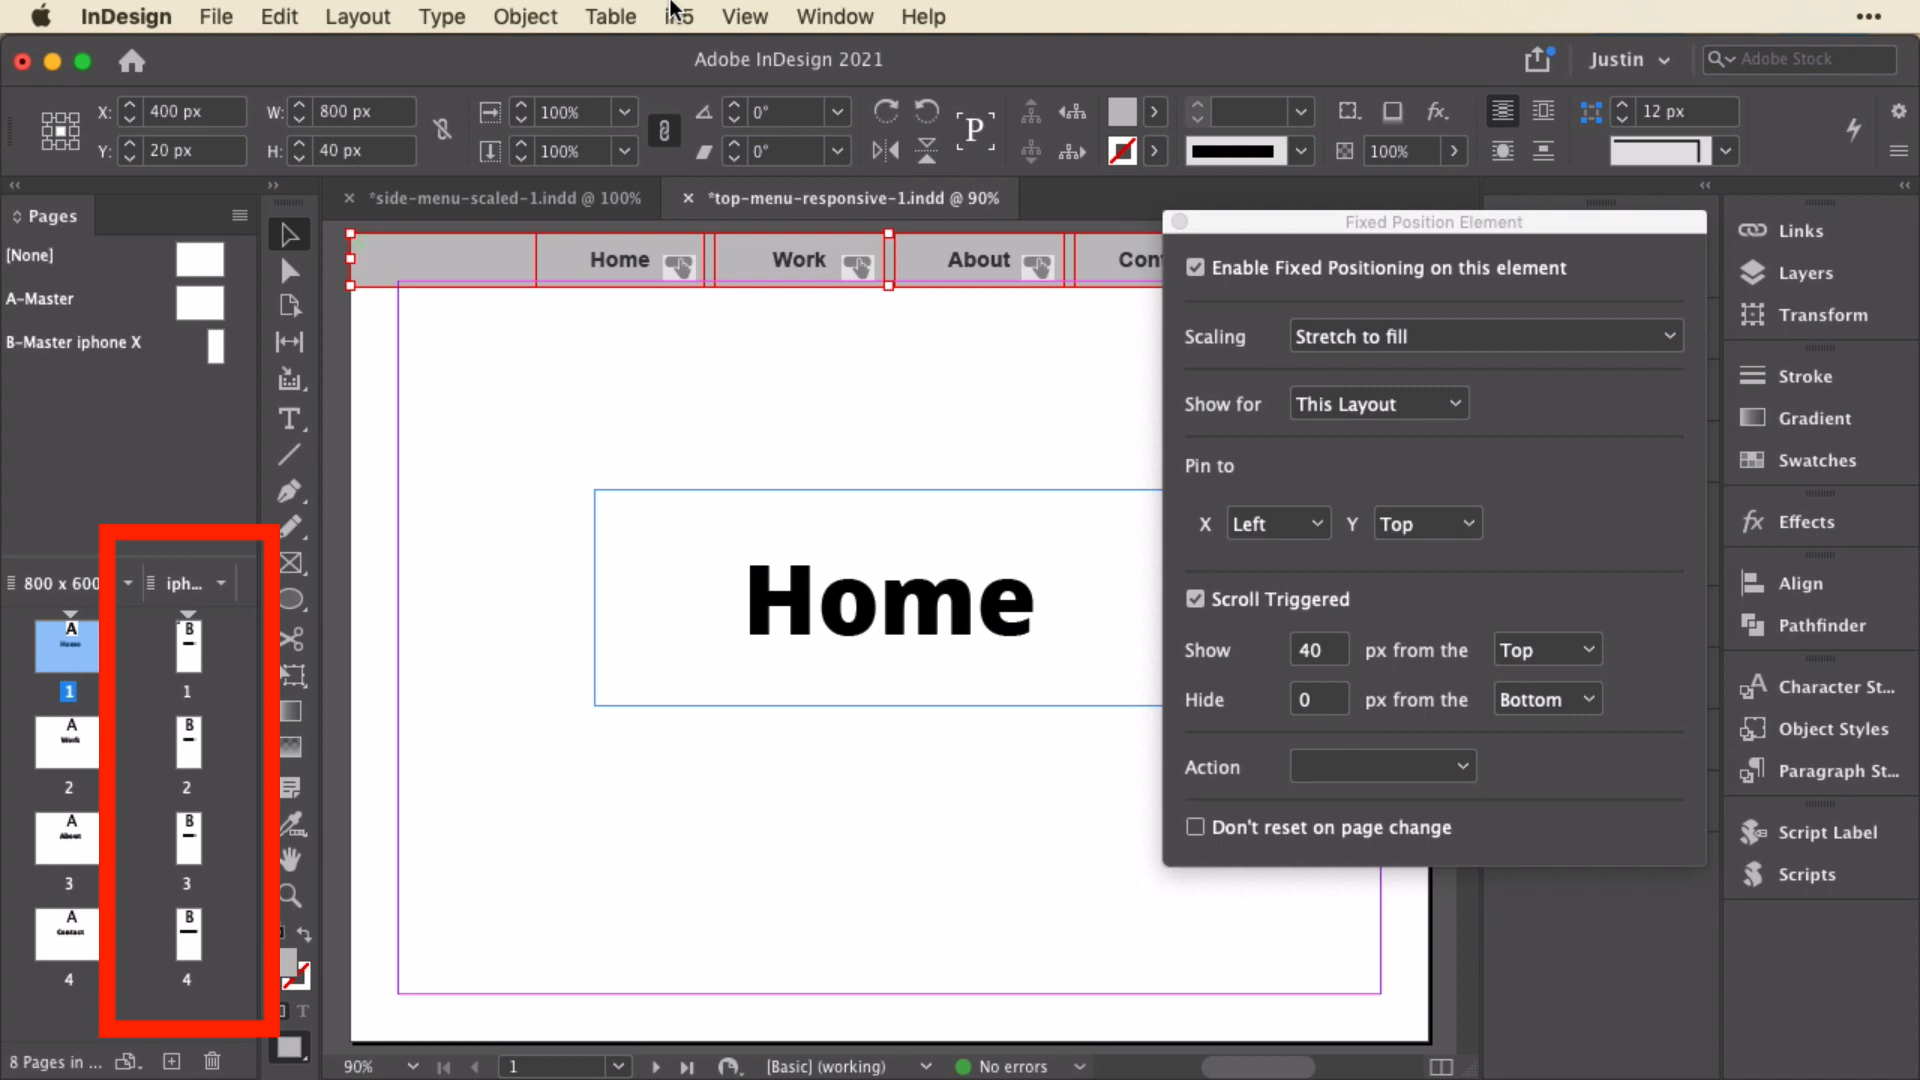 InDesign File Edit Layout Type Object Table in5 View Window Help
Adobe InDesign 2021
Justin
Adobe Stock
X: 400 px W: 800 px 100% 0° 12 px
Y: 20 px H: 40 px 100% 0° P fx. 100%
*side-menu-scaled-1.indd @ 100%
*top-menu-responsive-1.indd @ 90%
Pages
[None]
A-Master
B-Master iphone X
800 x 600
iph...
A
Home
1
A
Work
2
A
About
3
A
Contact
4
B
1
B
2
B
3
B
4
8 Pages in ...
Home Work About
Home
Fixed Position Element
Enable Fixed Positioning on this element
Scaling Stretch to fill
Show for This Layout
Pin to
X Left Y Top
Scroll Triggered
Show 40 px from the Top
Hide 0 px from the Bottom
Action
Don't reset on page change
Links
Layers
Transform
Stroke
Gradient
Swatches
fx Effects
Align
Pathfinder
Character St...
Object Styles
Paragraph St...
Script Label
Scripts
90% 1 [Basic] (working) No errors